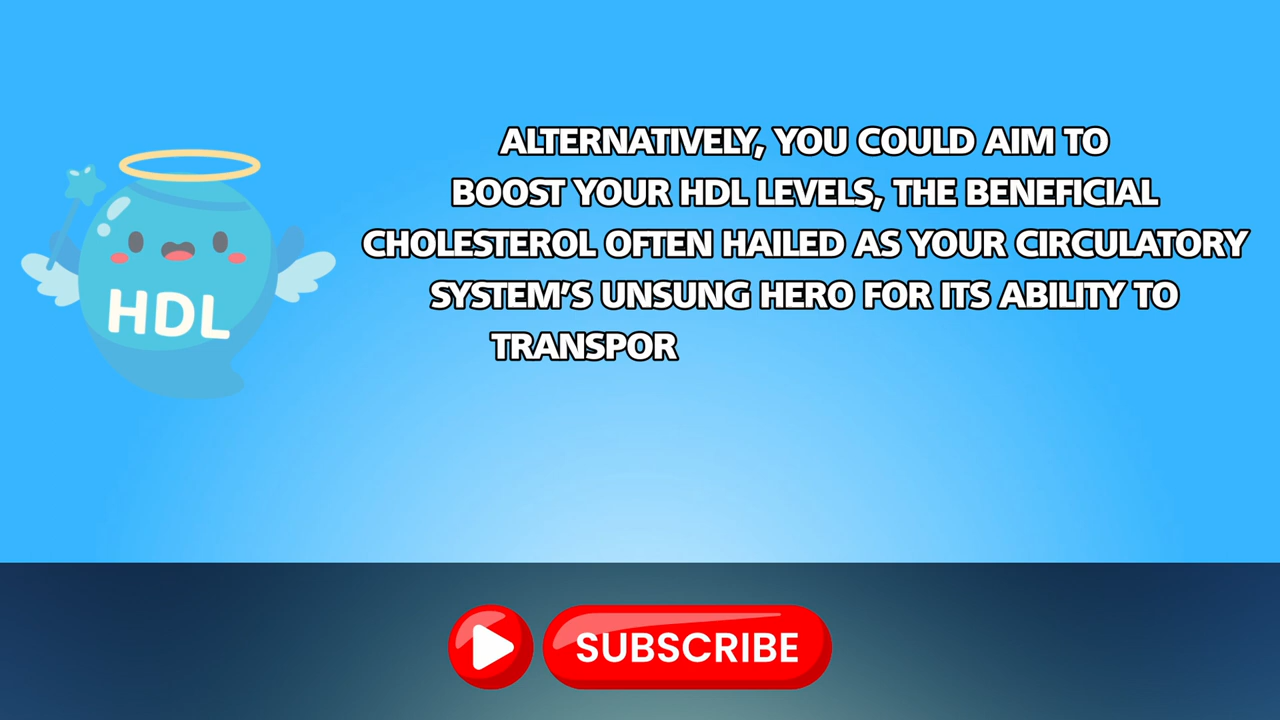 HDL
ALTERNATIVELY, YOU COULD AIM TO
BOOST YOUR HDL LEVELS, THE BENEFICIAL
CHOLESTEROL OFTEN HAILED AS YOUR CIRCULATORY
SYSTEM'S UNSUNG HERO FOR ITS ABILITY TO
TRANSPOR
SUBSCRIBE